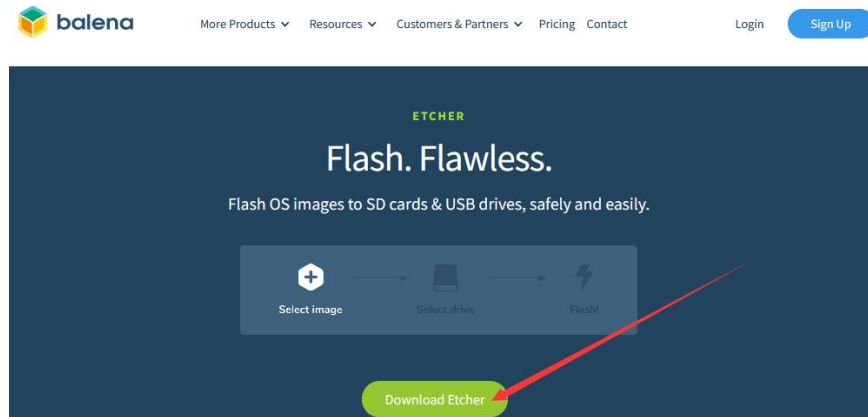 balena More Products Resources Customers & Partners Pricing Contact Login Sign Up
ETCHER
Flash. Flawless.
Flash OS images to SD cards & USB drives, safely and easily.
Select image Select drive Flash!
Download Etcher